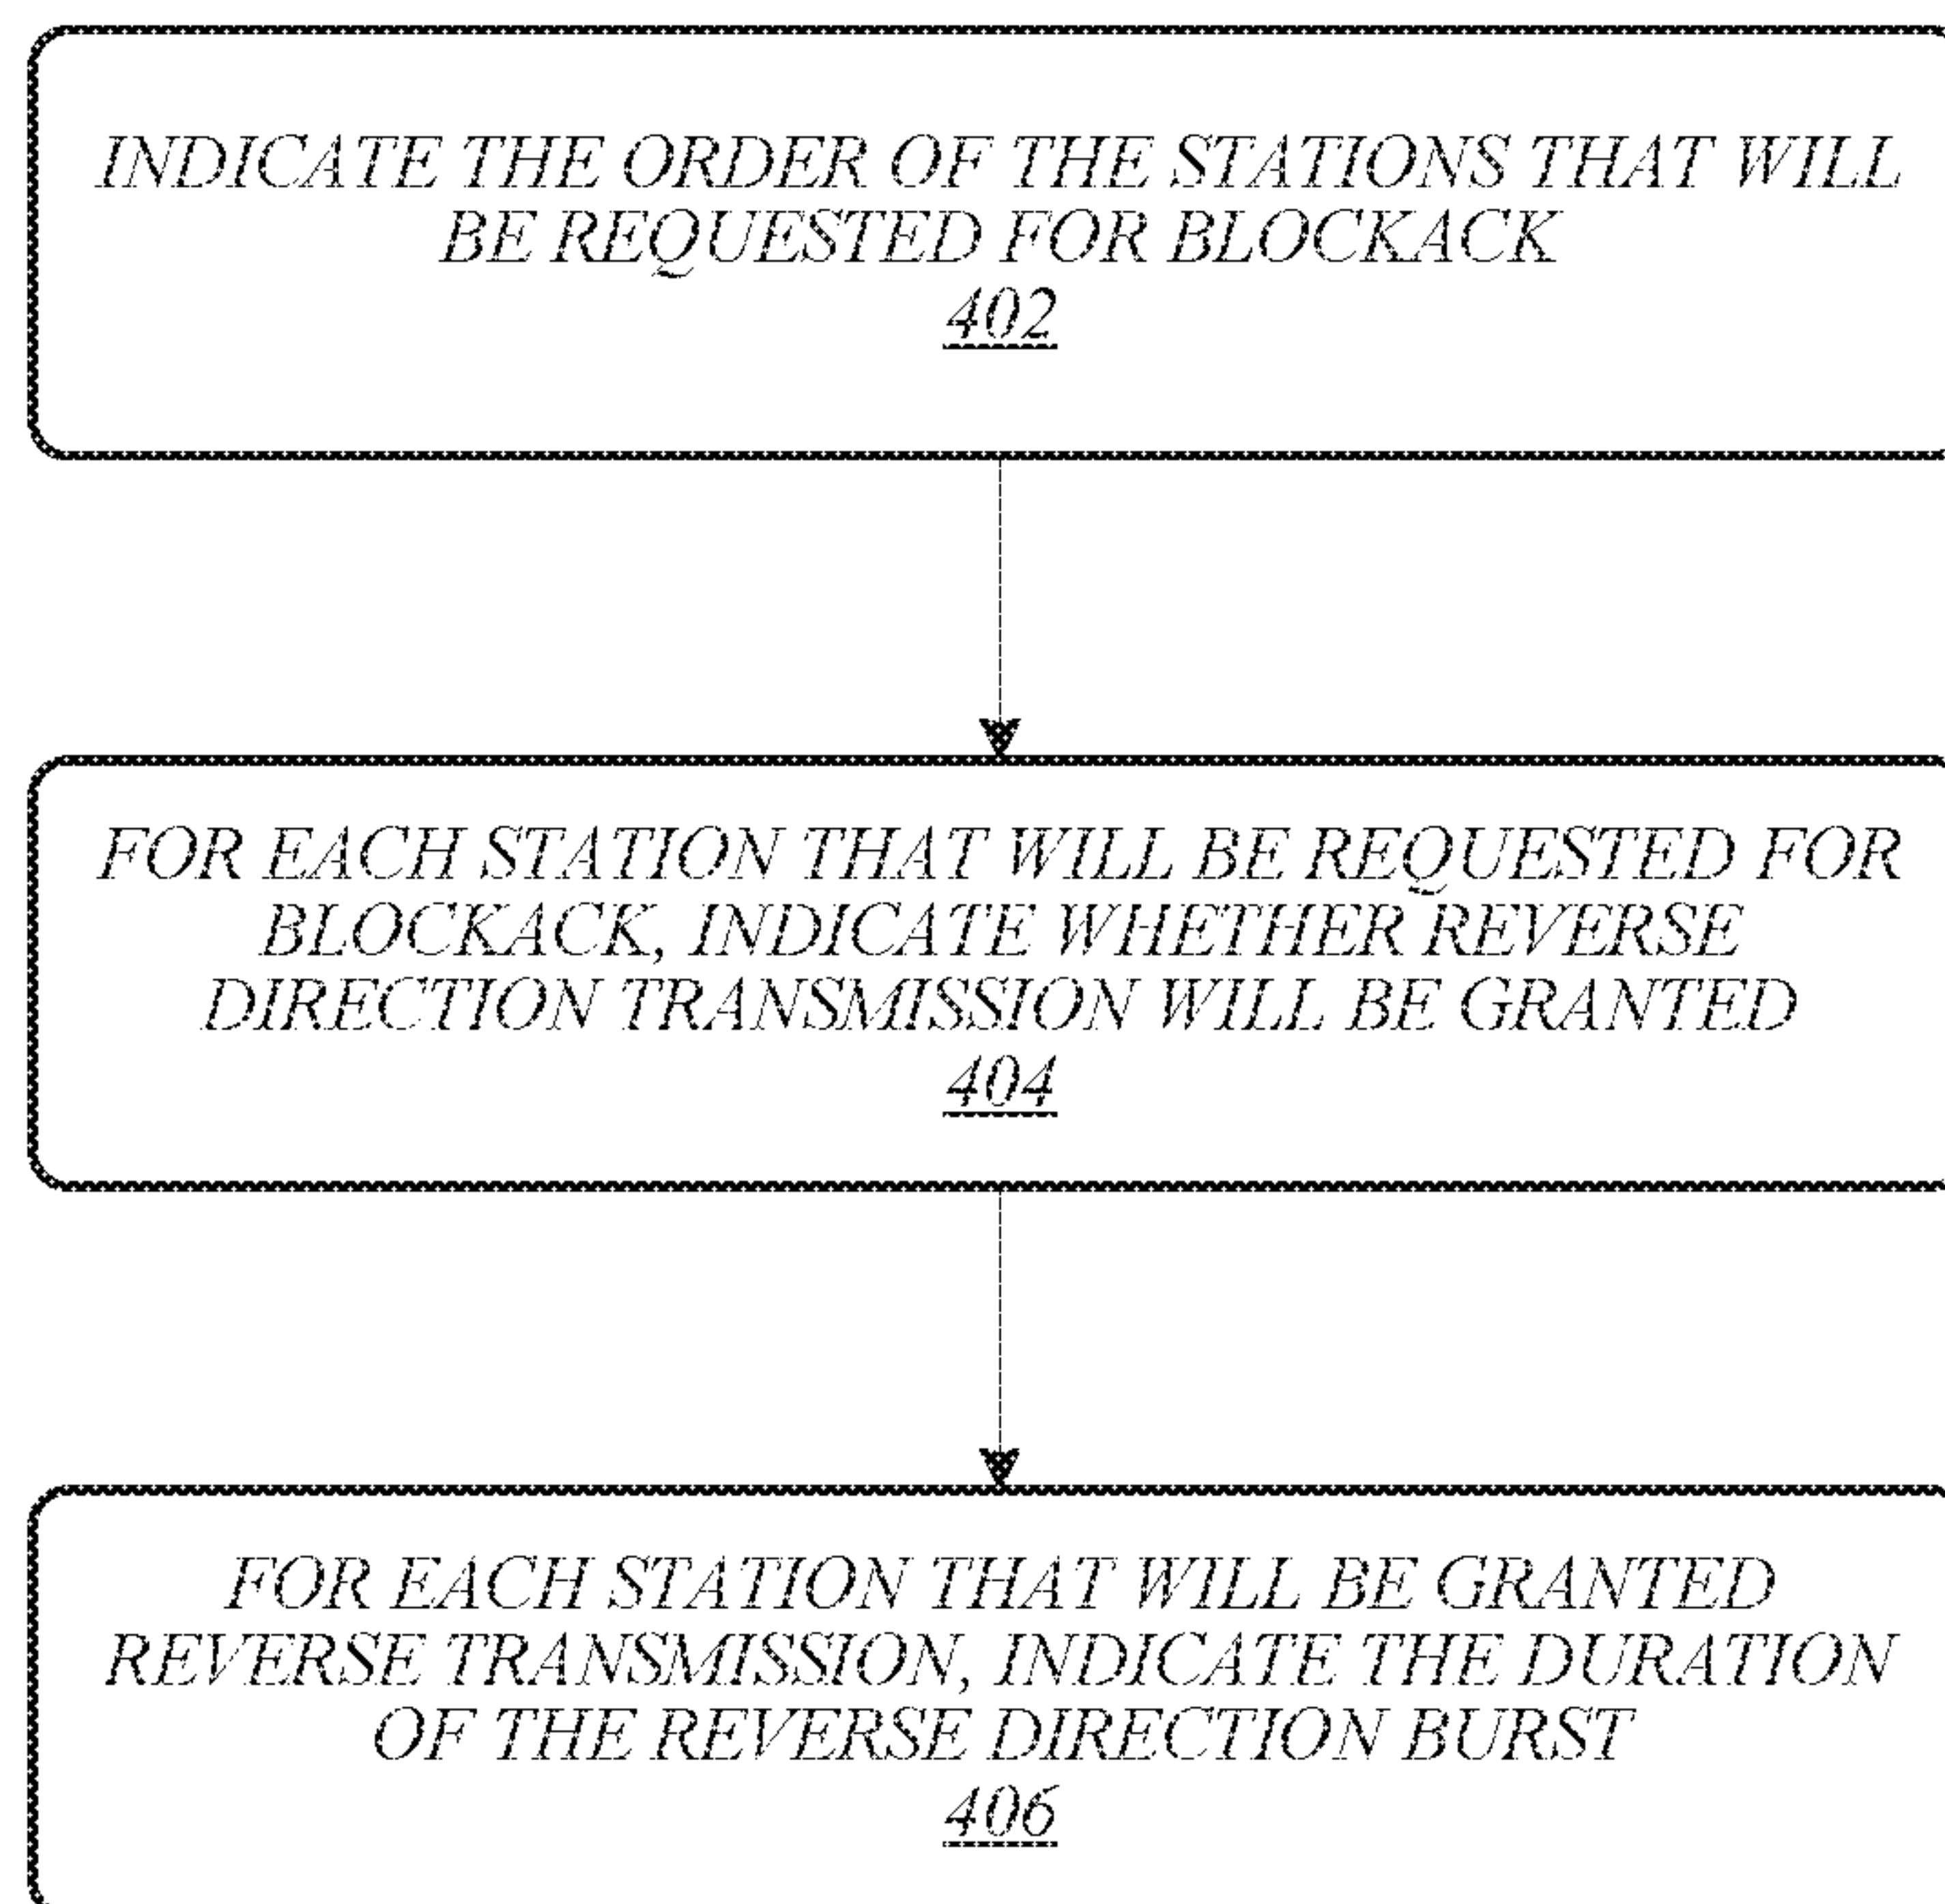 INDICATE THE ORDER OF THE STATIONS THAT WILL
BE REQUESTED FOR BLOCKACK
402
FOR EACH STATION THAT WILL BE REQUESTED FOR
BLOCKACK, INDICATE WHETHER REVERSE
DIRECTION TRANSMISSION WILL BE GRANTED
404
FOR EACH STATION THAT WILL BE GRANTED
REVERSE TRANSMISSION, INDICATE THE DURATION
OF THE REVERSE DIRECTION BURST
406